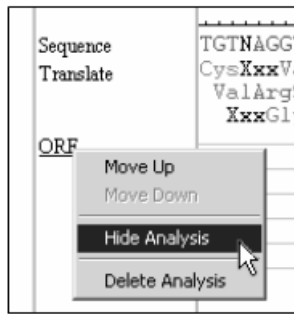 Sequence TGTNAGG
Translate CysXxxV
ValArg
XxxGl
ORF
Move Up
Move Down
Hide Analysis
Delete Analysis